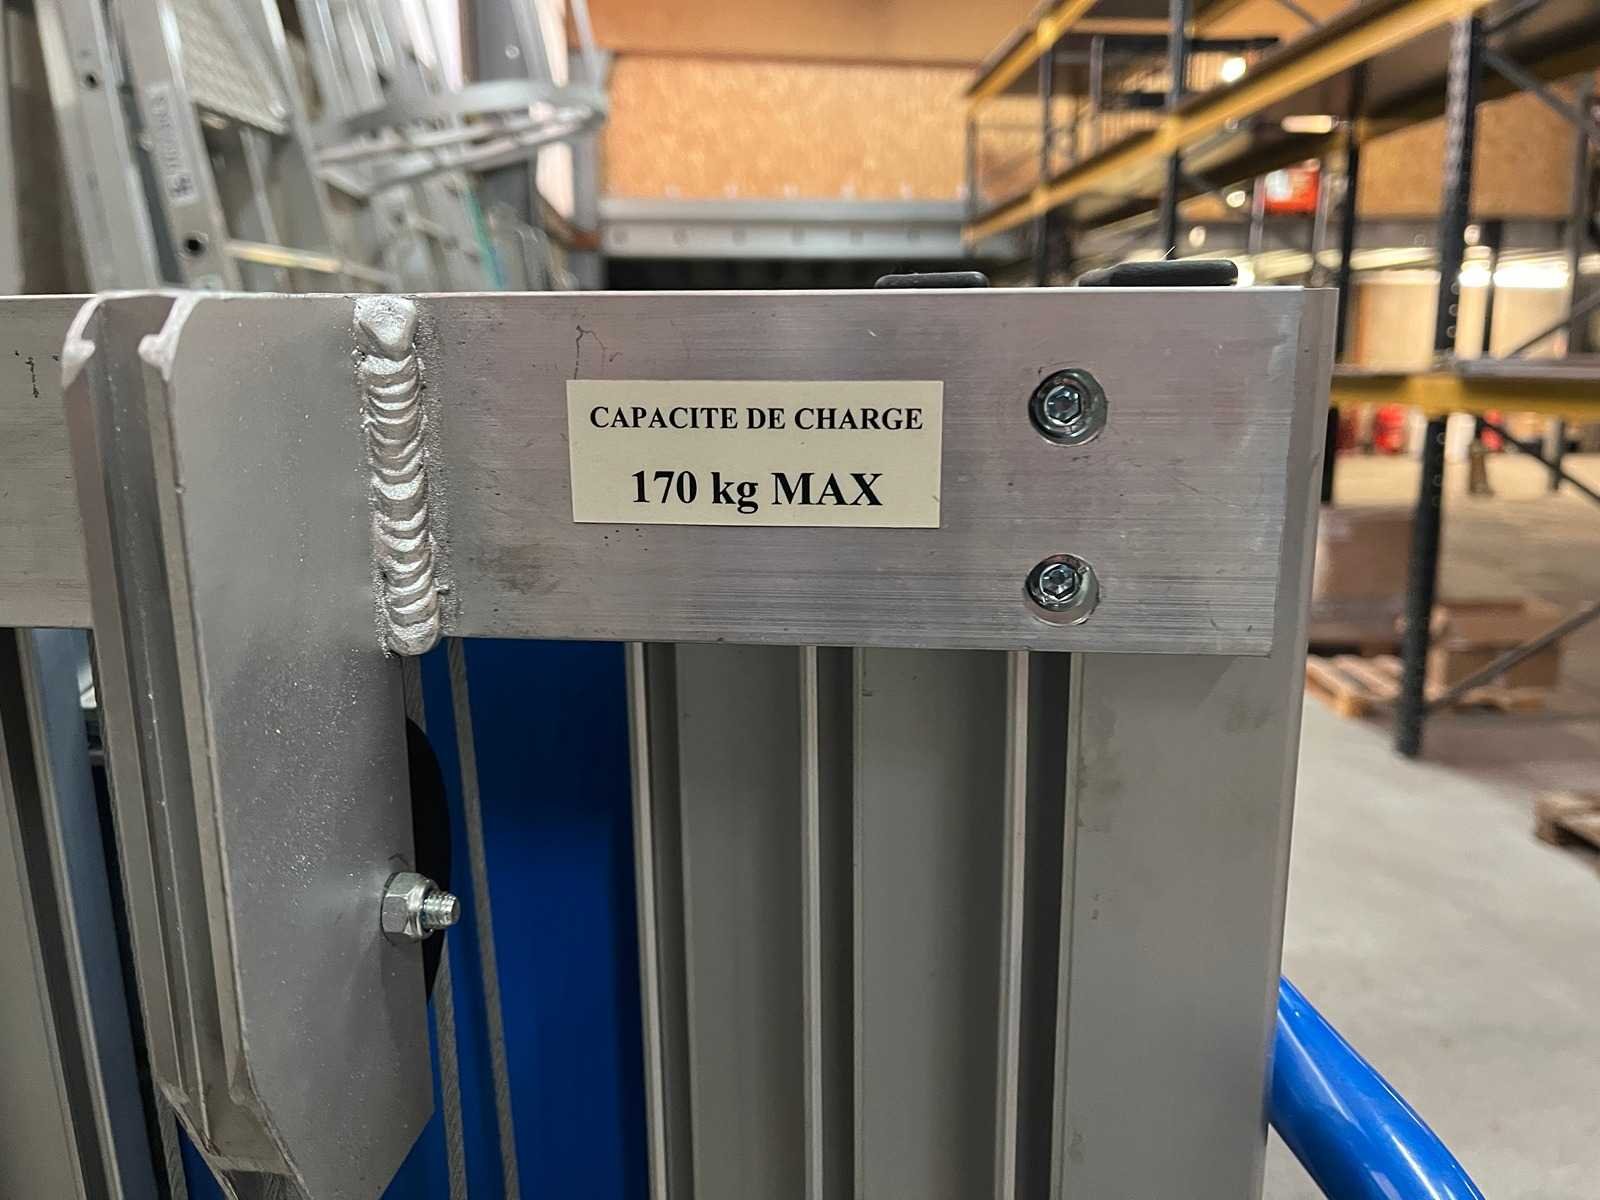 CAPACITE DE CHARGE
170 kg MAX